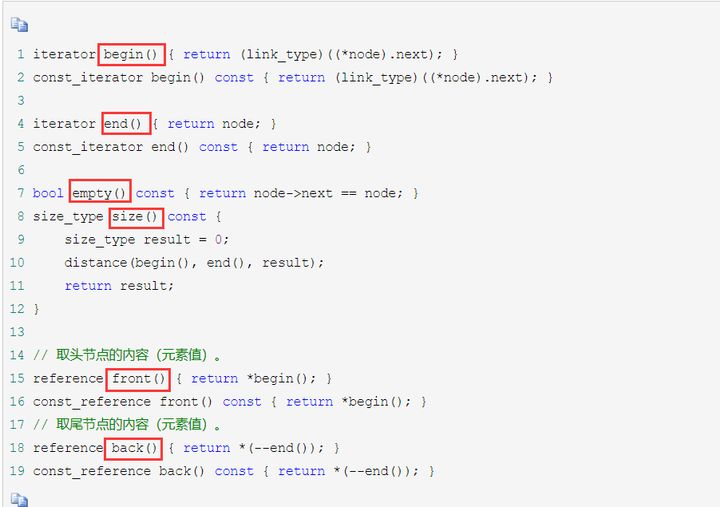 1 iterator begin() { return (link_type)((*node).next); }
2 const_iterator begin() const { return (link_type)((*node).next); }
3
4 iterator end() { return node; }
5 const_iterator end() const { return node; }
6
7 bool empty() const { return node->next == node; }
8 size_type size() const {
9     size_type result = 0;
10     distance(begin(), end(), result);
11     return result;
12 }
13
14 // 取头节点的内容（元素值）。
15 reference front() { return *begin(); }
16 const_reference front() const { return *begin(); }
17 // 取尾节点的内容（元素值）。
18 reference back() { return *(--end()); }
19 const_reference back() const { return *(--end()); }